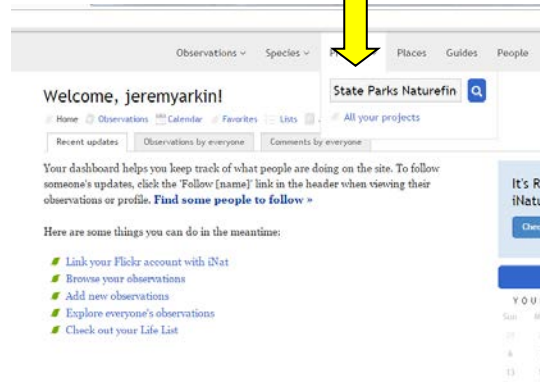 Observations Species Places Guides People
State Parks Naturefin
All your projects
Welcome, jeremyarkin!
Home Observations Calendar Favorites Lists
Recent updates Observations by everyone Comments by everyone
Your dashboard helps you keep track of what people are doing on the site. To follow
someone's updates, click the 'Follow [name]' link in the header when viewing their
observations or profile. Find some people to follow »
Here are some things you can do in the meantime:
Link your Flickr account with iNat
Browse your observations
Add new observations
Explore everyone's observations
Check out your Life List
It's R
iNatu
Chec
YOU
Sun
13